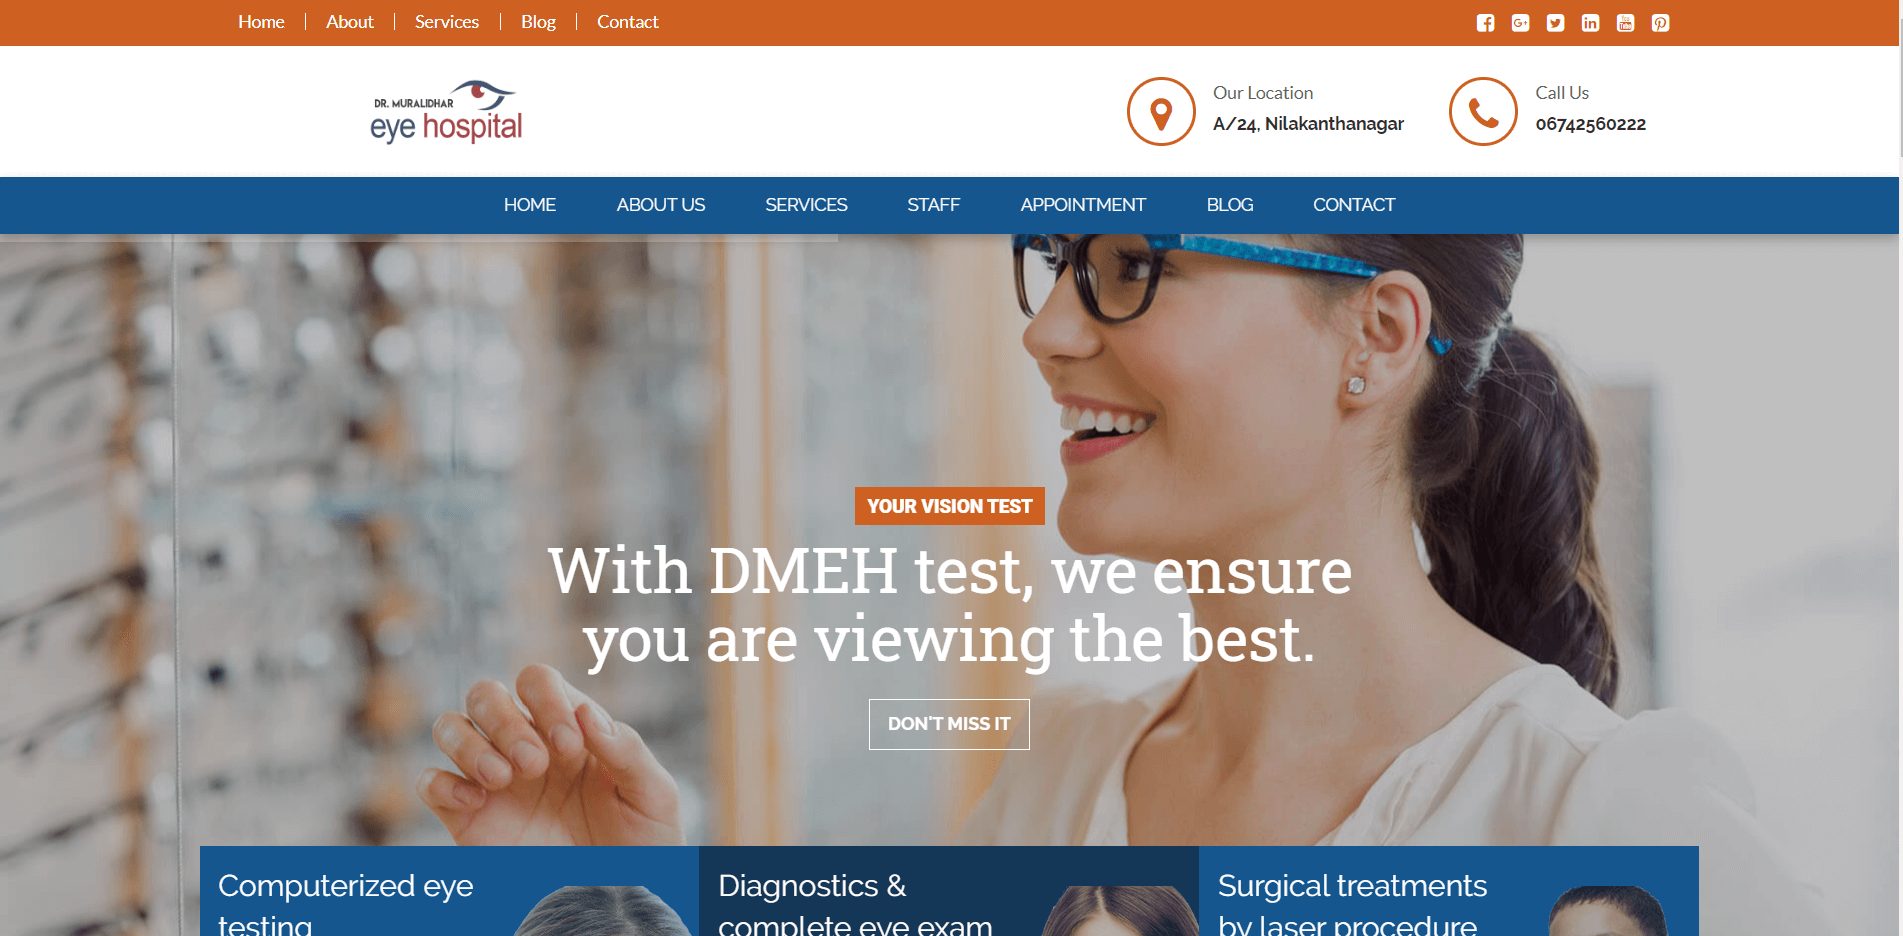 Home About Services Blog Contact
DR. MURALIDHAR
eye hospital
Our Location
A/24, Nilakanthanagar
Call Us
06742560222
HOME ABOUT US SERVICES STAFF APPOINTMENT BLOG CONTACT
YOUR VISION TEST
With DMEH test, we ensure
you are viewing the best.
DON'T MISS IT
Computerized eye
testing
Diagnostics &
complete eye exam
Surgical treatments
by laser procedure